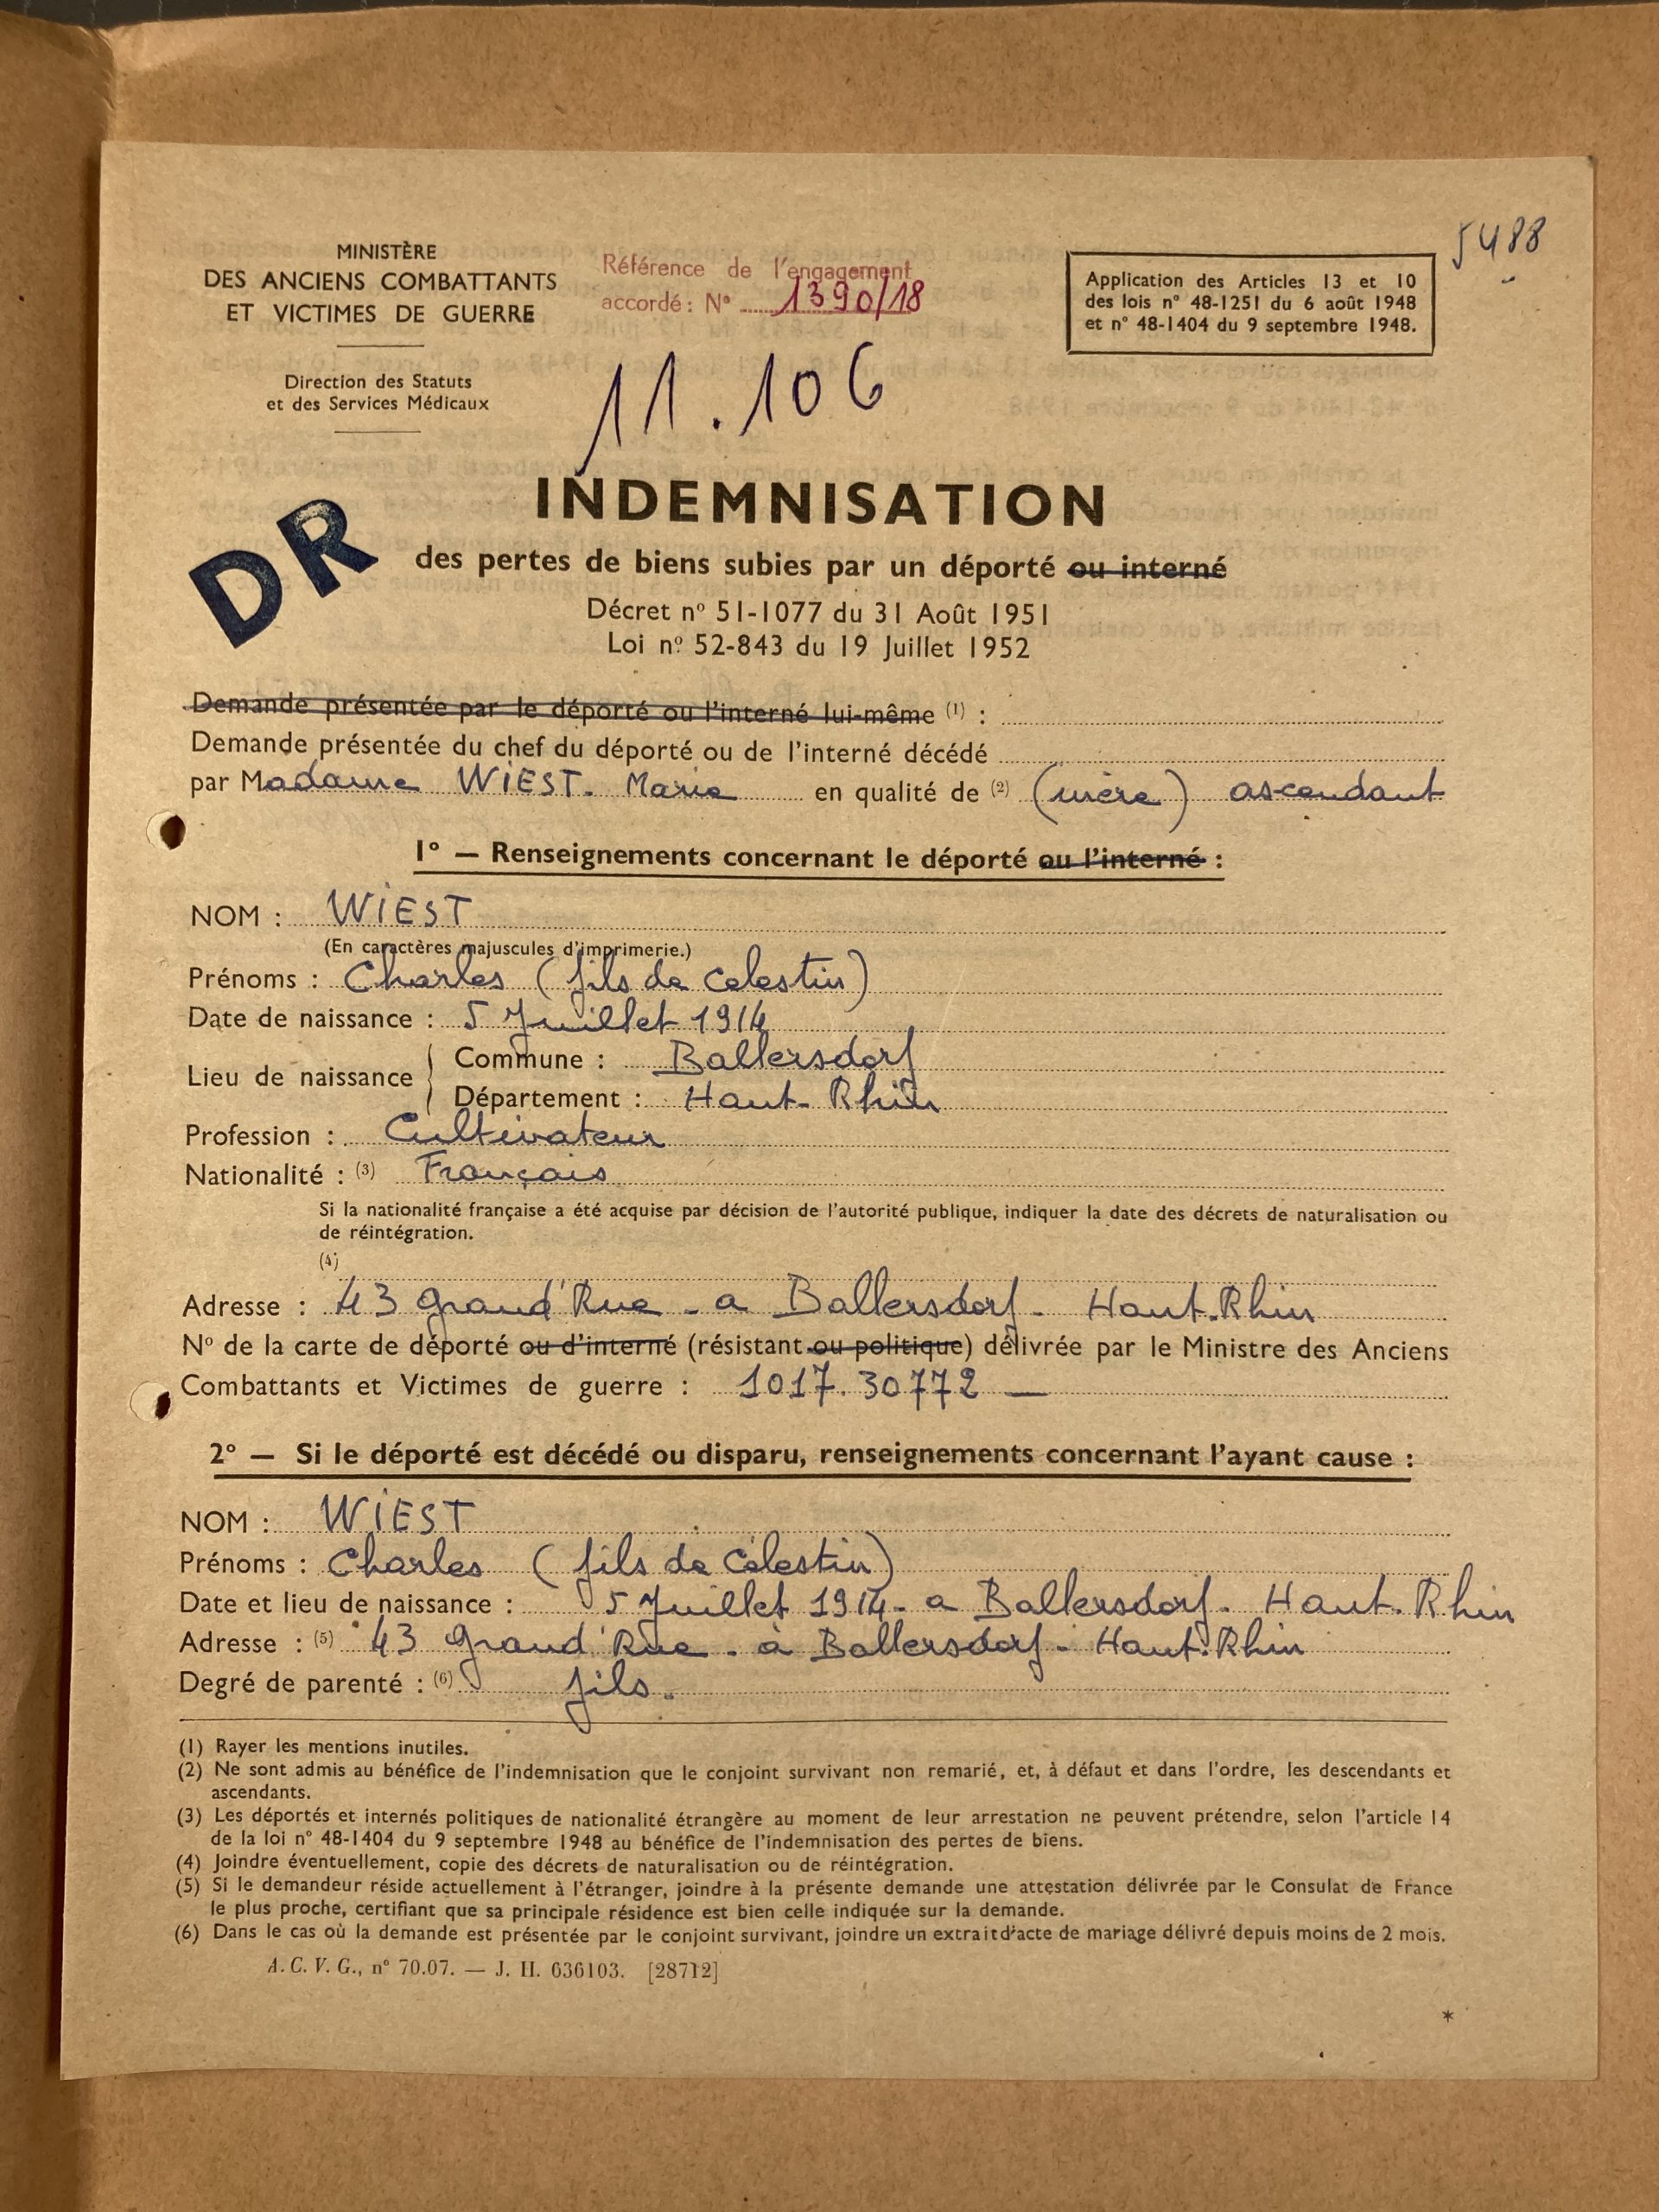 5488
MINISTÈRE
DES ANCIENS COMBATTANTS
ET VICTIMES DE GUERRE
Direction des Statuts
et des Services Médicaux
Référence de l'engagement
accordé : N° 1390/18
Application des Articles 13 et 10
des lois n° 48-1251 du 6 août 1948
et n° 48-1404 du 9 septembre 1948.
11.106
DR
INDEMNISATION
des pertes de biens subies par un déporté ou interné
Décret n° 51-1077 du 31 Août 1951
Loi n° 52-843 du 19 Juillet 1952
Demande présentée par le déporté ou l'interné lui-même (1) :
Demande présentée du chef du déporté ou de l'interné décédé
par Madame WIEST. Marie en qualité de (2) (mère) ascendant
1° — Renseignements concernant le déporté ou l'interné :
NOM : WIEST
(En caractères majuscules d'imprimerie.)
Prénoms : Charles (fils de Celestin)
Date de naissance : 5 Juillet 1914
Lieu de naissance { Commune : Ballersdorf
Département : Haut-Rhin
Profession : Cultivateur
Nationalité : (3) Français
Si la nationalité française a été acquise par décision de l'autorité publique, indiquer la date des décrets de naturalisation ou
de réintégration.
(4)
Adresse : 43 grand'Rue - a Ballersdorf - Haut-Rhin
N° de la carte de déporté ou d'interné (résistant ou politique) délivrée par le Ministre des Anciens
Combattants et Victimes de guerre : 1017.30772 —
2° — Si le déporté est décédé ou disparu, renseignements concernant l'ayant cause :
NOM : WIEST
Prénoms : Charles (fils de Célestin)
Date et lieu de naissance : 5 Juillet 1914 - a Ballersdorf - Haut-Rhin
Adresse : (5) 43 grand'Rue - à Ballersdorf - Haut-Rhin
Degré de parenté : (6) fils.
(1) Rayer les mentions inutiles.
(2) Ne sont admis au bénéfice de l'indemnisation que le conjoint survivant non remarié, et, à défaut et dans l'ordre, les descendants et
ascendants.
(3) Les déportés et internés politiques de nationalité étrangère au moment de leur arrestation ne peuvent prétendre, selon l'article 14
de la loi n° 48-1404 du 9 septembre 1948 au bénéfice de l'indemnisation des pertes de biens.
(4) Joindre éventuellement, copie des décrets de naturalisation ou de réintégration.
(5) Si le demandeur réside actuellement à l'étranger, joindre à la présente demande une attestation délivrée par le Consulat de France
le plus proche, certifiant que sa principale résidence est bien celle indiquée sur la demande.
(6) Dans le cas où la demande est présentée par le conjoint survivant, joindre un extrait d'acte de mariage délivré depuis moins de 2 mois.
A. C. V. G., n° 70.07. — J. H. 636103. [28712]
*